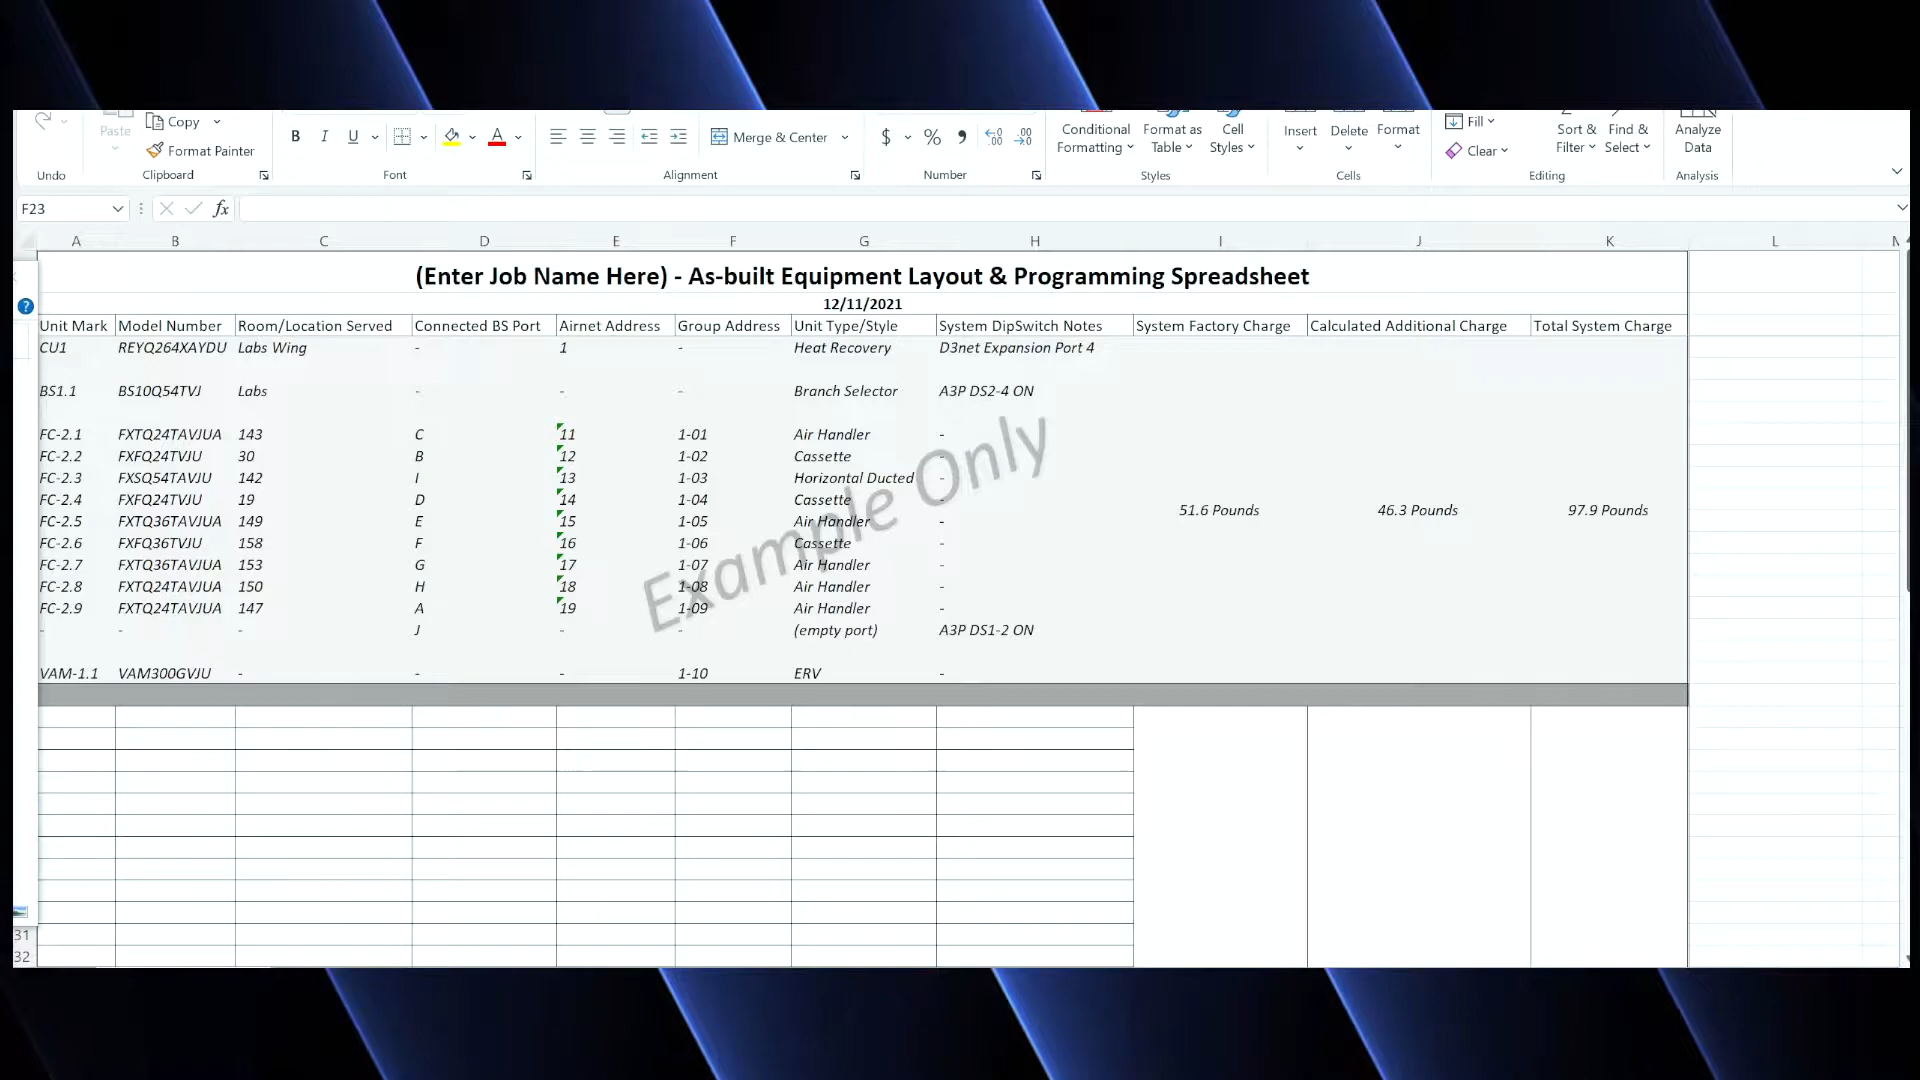 Paste Copy
Format Painter
Undo Clipboard Font Alignment Number Styles Cells Editing Analysis
B I U A Merge & Center $ % , Conditional Formatting Format as Table Cell Styles Insert Delete Format Fill Clear Sort & Filter Find & Select Analyze Data
F23 fx
A B C D E F G H I J K L
(Enter Job Name Here) - As-built Equipment Layout & Programming Spreadsheet
12/11/2021
Unit Mark Model Number Room/Location Served Connected BS Port Airnet Address Group Address Unit Type/Style System DipSwitch Notes System Factory Charge Calculated Additional Charge Total System Charge
CU1 REYQ264XAYDU Labs Wing - 1 - Heat Recovery D3net Expansion Port 4
BS1.1 BS10Q54TVJ Labs - - - Branch Selector A3P DS2-4 ON
FC-2.1 FXTQ24TAVJUA 143 C 11 1-01 Air Handler -
FC-2.2 FXFQ24TVJU 30 B 12 1-02 Cassette -
FC-2.3 FXSQ54TAVJU 142 I 13 1-03 Horizontal Ducted -
FC-2.4 FXFQ24TVJU 19 D 14 1-04 Cassette -
51.6 Pounds 46.3 Pounds 97.9 Pounds
FC-2.5 FXTQ36TAVJUA 149 E 15 1-05 Air Handler -
FC-2.6 FXFQ36TVJU 158 F 16 1-06 Cassette -
FC-2.7 FXTQ36TAVJUA 153 G 17 1-07 Air Handler -
FC-2.8 FXTQ24TAVJUA 150 H 18 1-08 Air Handler -
FC-2.9 FXTQ24TAVJUA 147 A 19 1-09 Air Handler -
- - - J - - (empty port) A3P DS1-2 ON
VAM-1.1 VAM300GVJU - - - 1-10 ERV -
Example Only
31
32